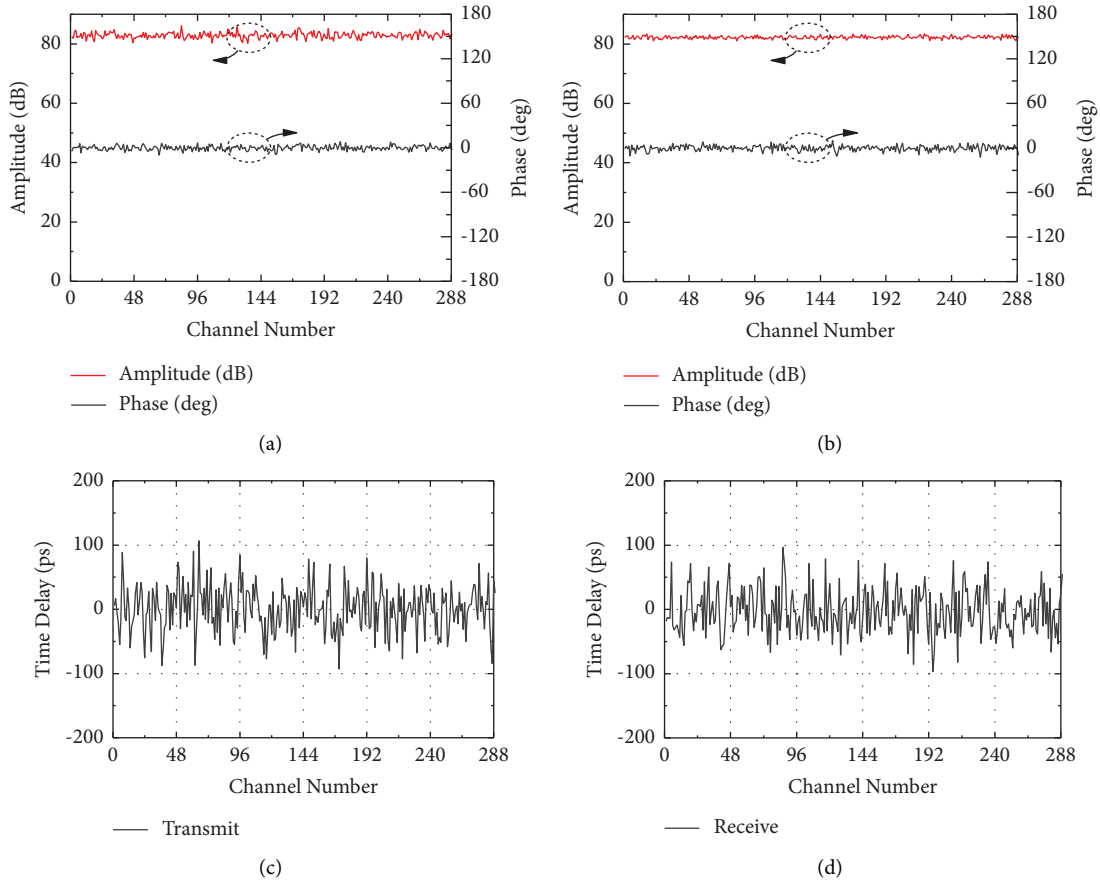 80
60
40
20
0
Amplitude (dB)
180
120
60
0
-60
-120
-180
Phase (deg)
0 48 96 144 192 240 288
Channel Number
Amplitude (dB)
Phase (deg)
(a)
80
60
40
20
0
Amplitude (dB)
180
120
60
0
-60
-120
-180
Phase (deg)
0 48 96 144 192 240 288
Channel Number
Amplitude (dB)
Phase (deg)
(b)
200
100
0
-100
-200
Time Delay (ps)
0 48 96 144 192 240 288
Channel Number
Transmit
(c)
200
100
0
-100
-200
Time Delay (ps)
0 48 96 144 192 240 288
Channel Number
Receive
(d)